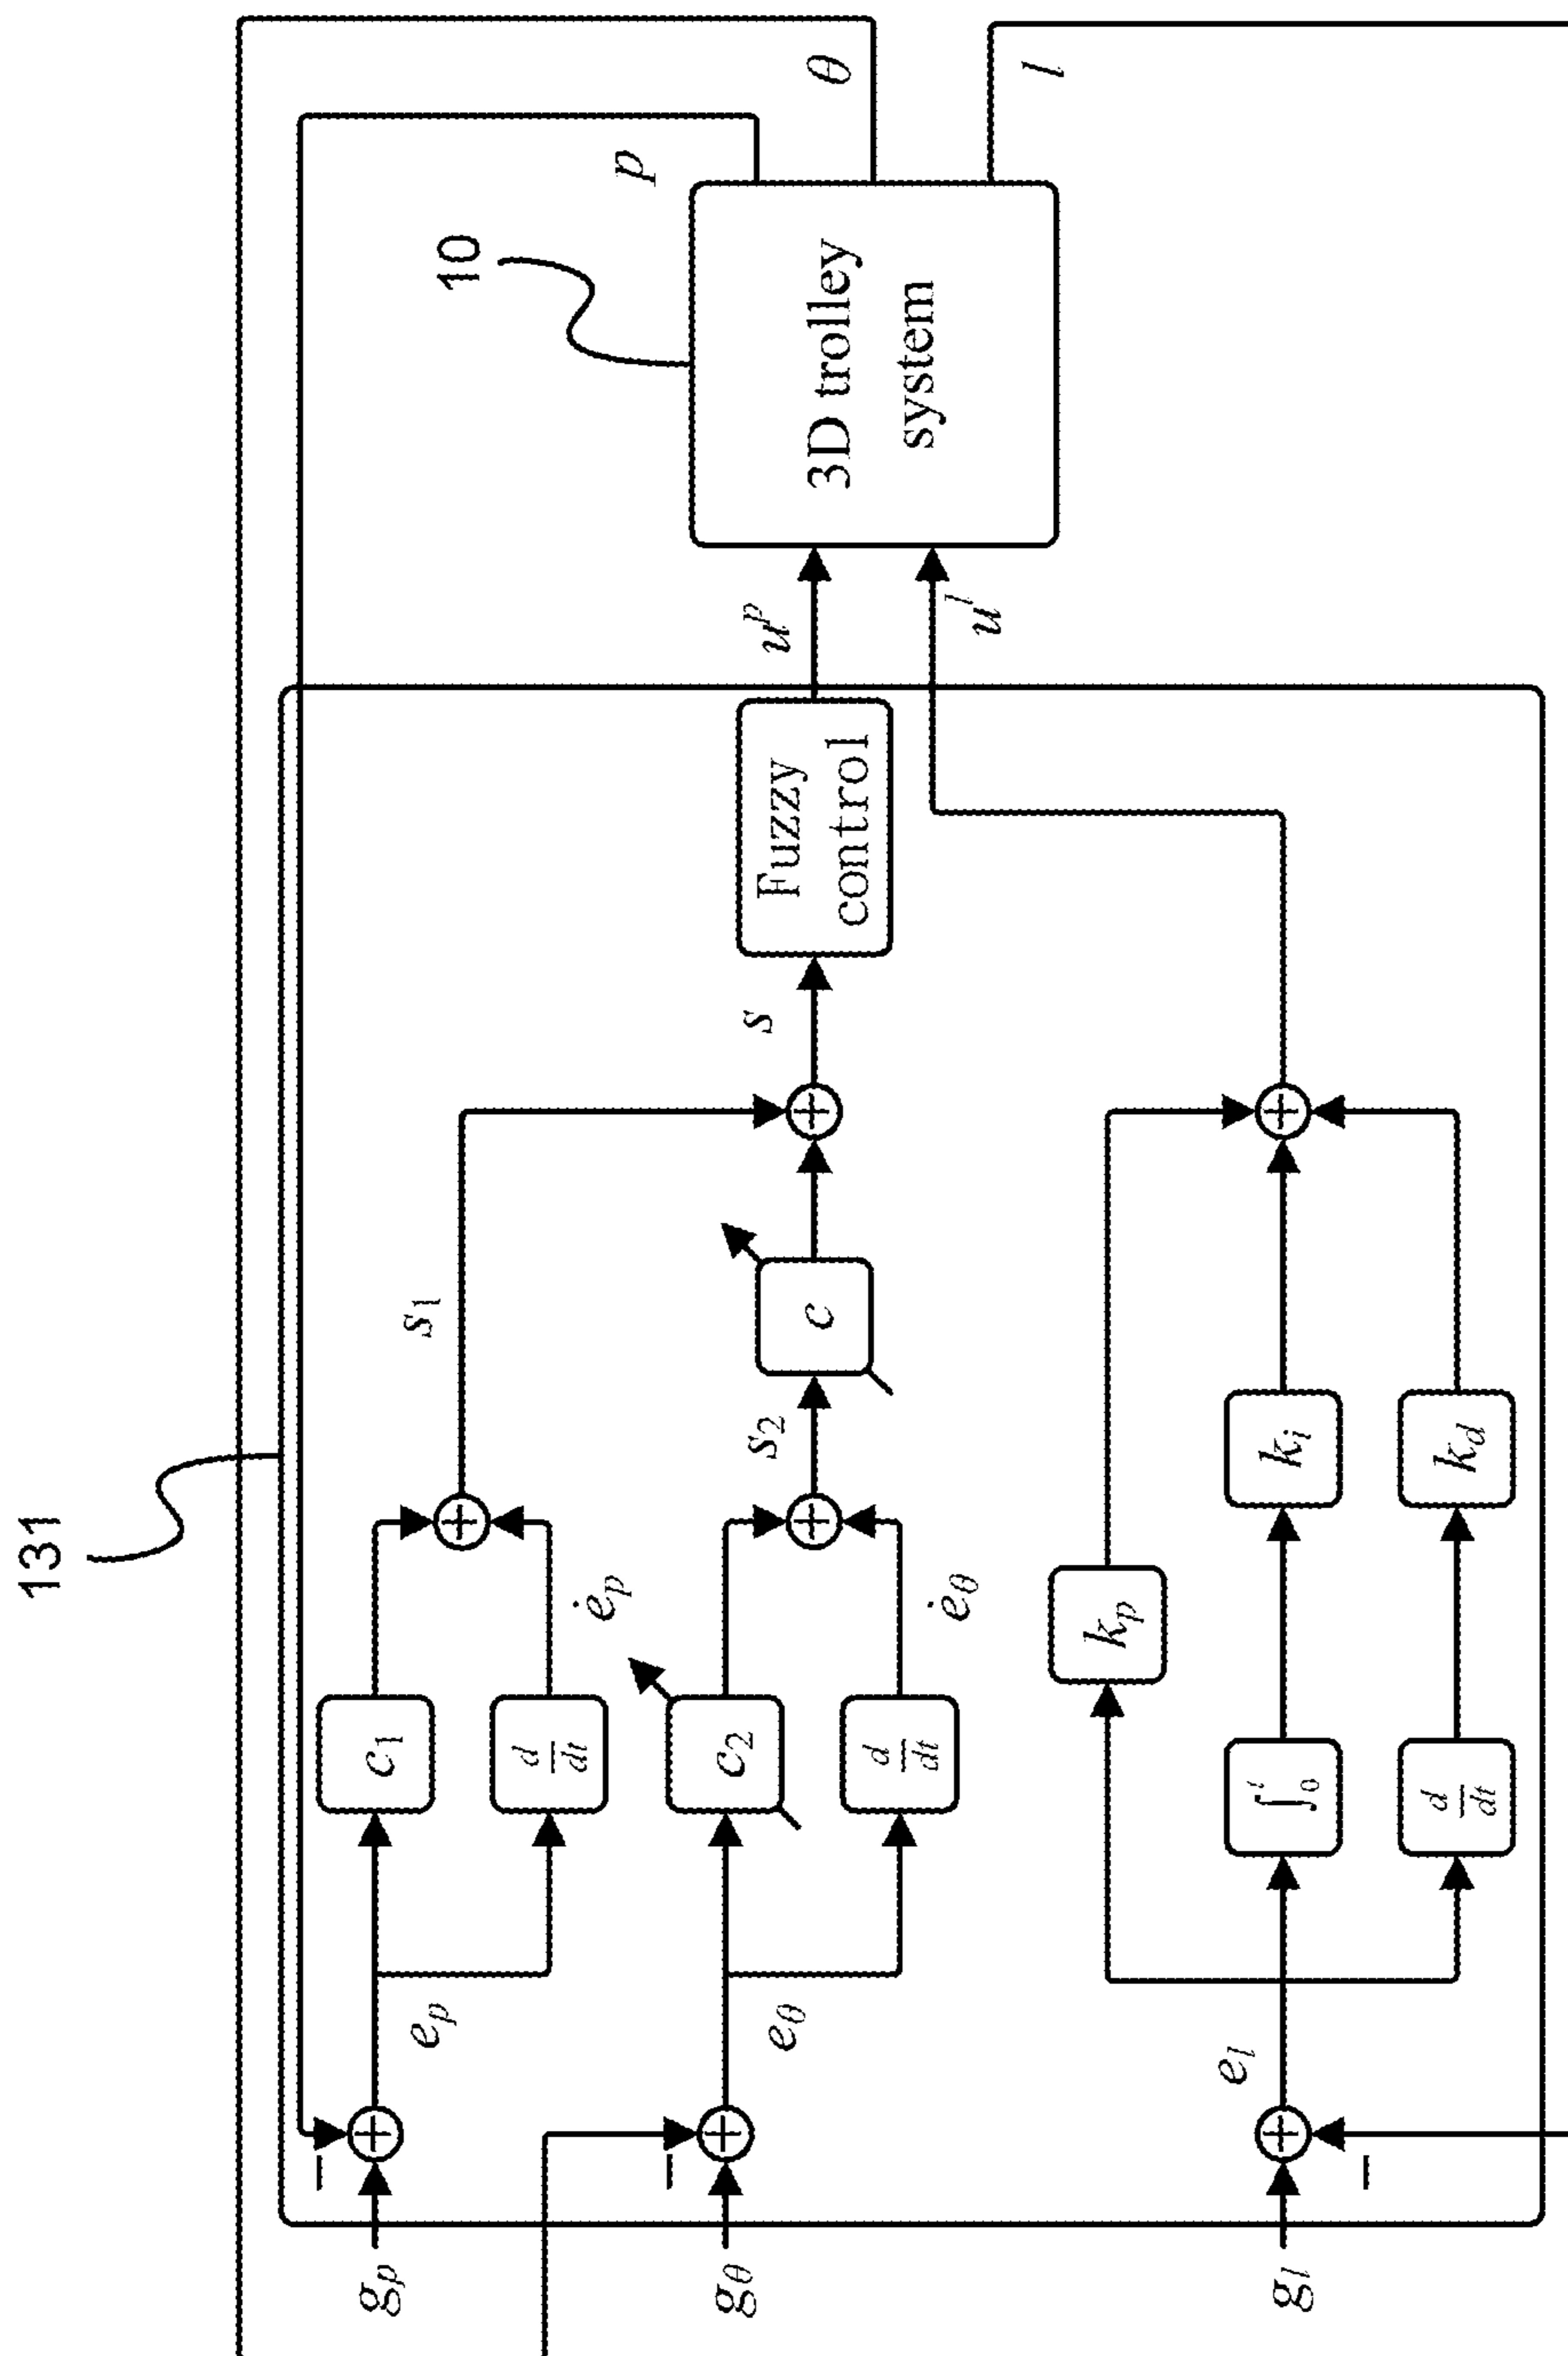 131
10
g_p
−
e_p
c₁
d/dt
ė_p
s₁
g_θ
−
e_θ
c₂
d/dt
ė_θ
s₂
c
s
Fuzzy
control
u^p
u^l
3D trolley
system
p
θ
l
g_l
−
e_l
k_p
∫₀ᵗ
k_i
d/dt
k_d